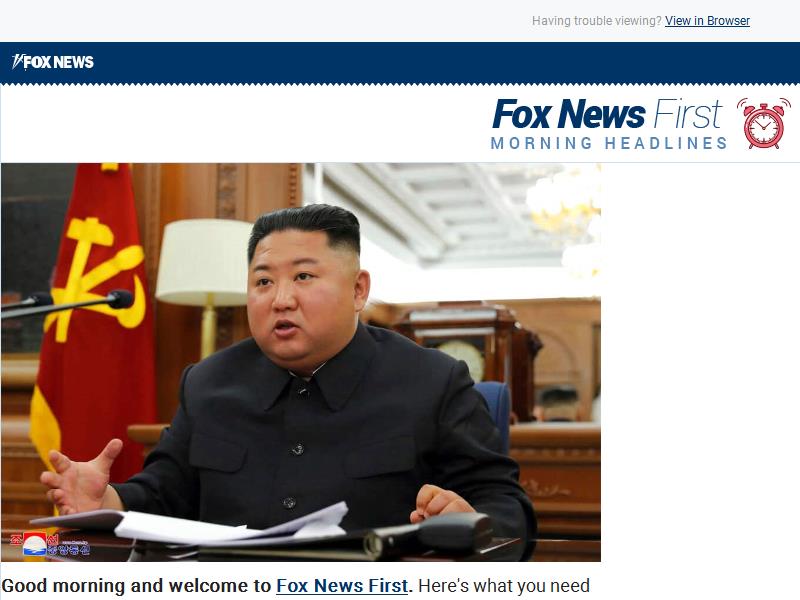 Having trouble viewing? View in Browser
FOX NEWS
Fox News First
MORNING HEADLINES
조선
중앙통신
Good morning and welcome to Fox News First. Here's what you need